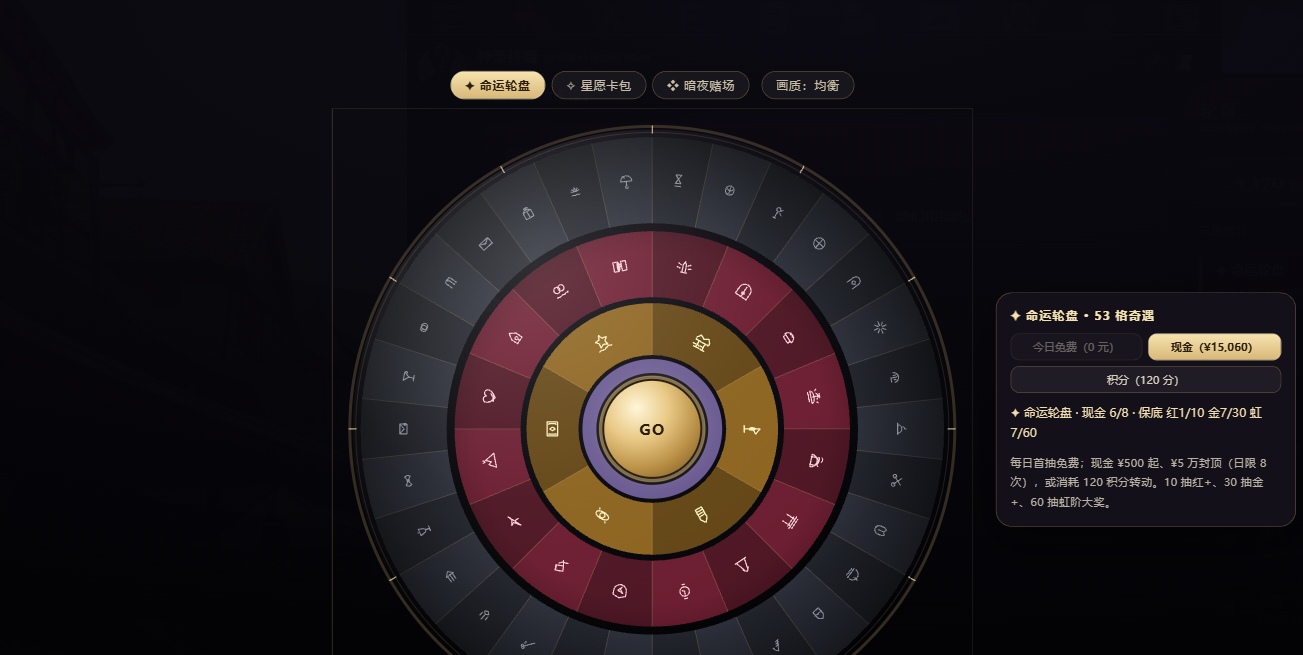 ✦ 命运轮盘
✧ 星愿卡包
❖ 暗夜赌场
画质：均衡
GO
✦ 命运轮盘 • 53 格奇遇
今日免费（0 元）
现金（¥15,060）
积分（120 分）
✦ 命运轮盘 · 现金 6/8 · 保底 红1/10 金7/30 虹
7/60
每日首抽免费；现金 ¥500 起、¥5 万封顶（日限 8
次），或消耗 120 积分转动。10 抽红+、30 抽金
+、60 抽虹阶大奖。